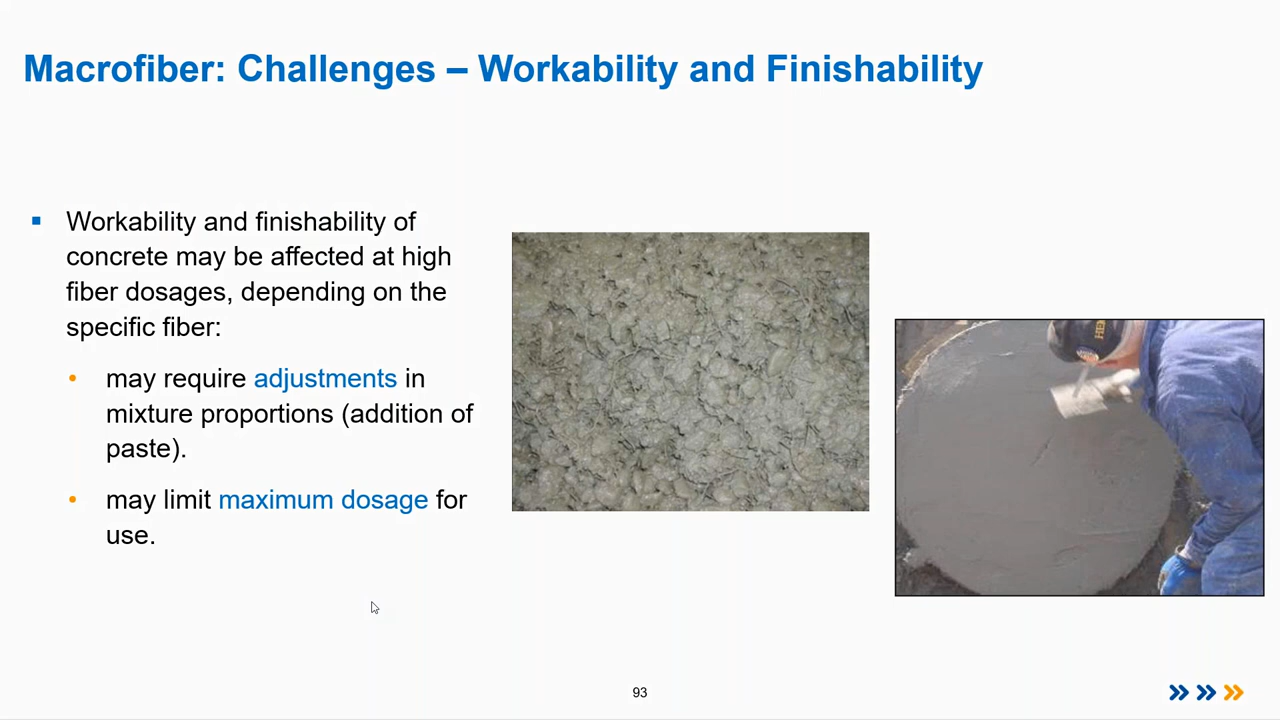 Macrofiber: Challenges – Workability and Finishability
▪ Workability and finishability of
concrete may be affected at high
fiber dosages, depending on the
specific fiber:
• may require adjustments in
mixture proportions (addition of
paste).
• may limit maximum dosage for
use.
93